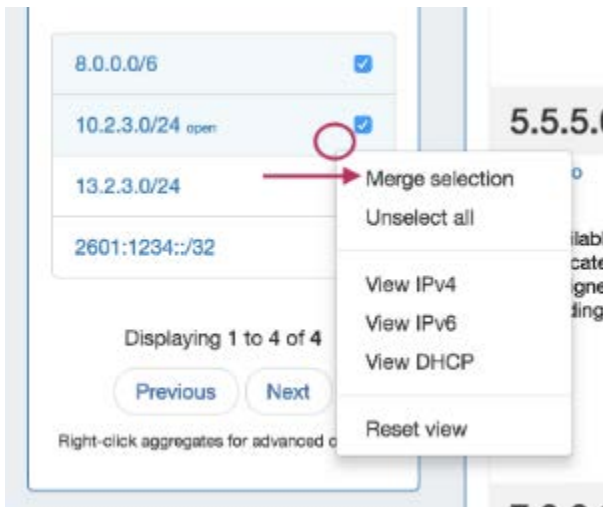 8.0.0.0/6
10.2.3.0/24 open
5.5.5.
13.2.3.0/24
Merge selection
Unselect all
2601:1234::/32
View IPv4
View IPv6
View DHCP
Displaying 1 to 4 of 4
Previous Next
Reset view
Right-click aggregates for advanced